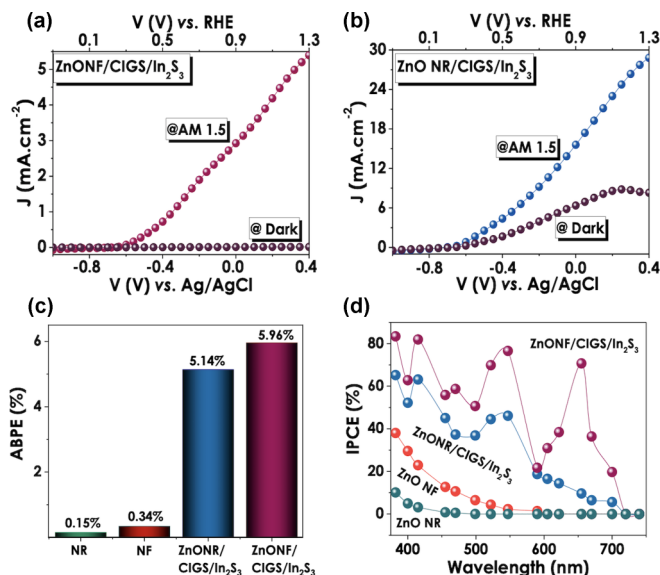 (a)
V (V) vs. RHE
0.3 0.6 0.9 1.3
ZnONF/CIGS/In₂S₃
@AM 1.5
@ Dark
J (mA.cm⁻²)
5
4
3
2
1
0
-0.8 -0.4 0.0 0.4
V (V) vs. Ag/AgCl
(b)
V (V) vs. RHE
0.3 0.6 0.9 1.3
ZnO NR/CIGS/In₂S₃
@AM 1.5
@ Dark
J (mA.cm⁻²)
30
24
18
12
6
0
-0.8 -0.4 0.0 0.4
V (V) vs. Ag/AgCl
(c)
ABPE (%)
6
4
2
0.15%
0.34%
5.14%
5.96%
NR NF ZnONR/ ZnONF/
CIGS/In₂S₃ CIGS/In₂S₃
(d)
IPCE (%)
80
60
40
20
0
ZnONF/CIGS/In₂S₃
ZnONR/CIGS/In₂S₃
ZnO NF
ZnO NR
400 500 600 700
Wavelength (nm)